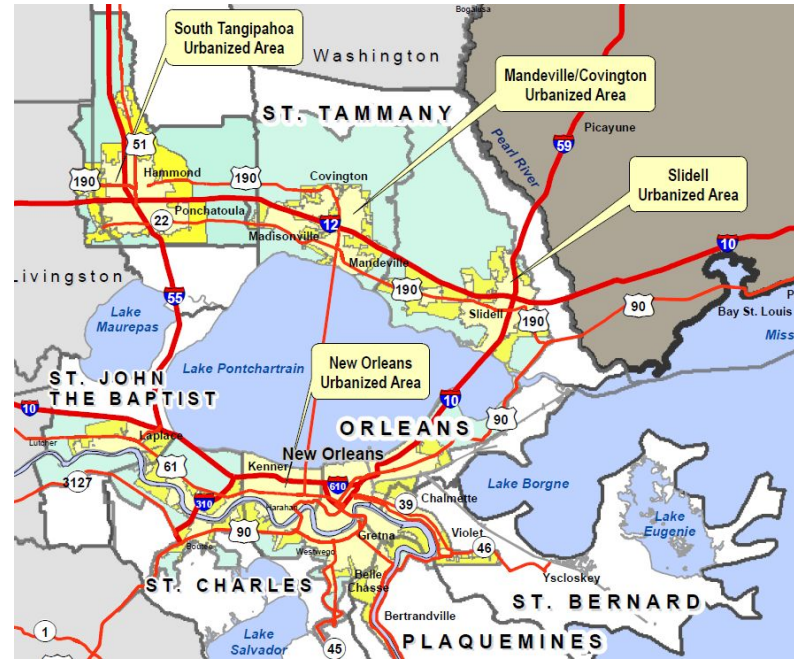 Bogalusa
South Tangipahoa
Urbanized Area
Washington
Mandeville/Covington
Urbanized Area
ST. TAMMANY
59
Picayune
Pearl River
51
Hammond
190
190
Covington
Slidell
Urbanized Area
Ponchatoula
22
12
Madisonville
Mandeville
10
Livingston
55
190
90
Lake
Maurepas
Slidell
190
Bay St. Louis
Miss
Lake Pontchartrain
New Orleans
Urbanized Area
ST. JOHN
THE BAPTIST
10
10
90
ORLEANS
Laplace
Lutcher
61
Kenner
New Orleans
3127
310
610
Lake Borgne
Harahan
39
Chalmette
90
Gretna
Violet
46
Lake
Eugenie
Boutte
Westwego
ST. CHARLES
Belle
Chasse
Yscloskey
ST. BERNARD
Bertrandville
1
Lake
Salvador
45
PLAQUEMINES